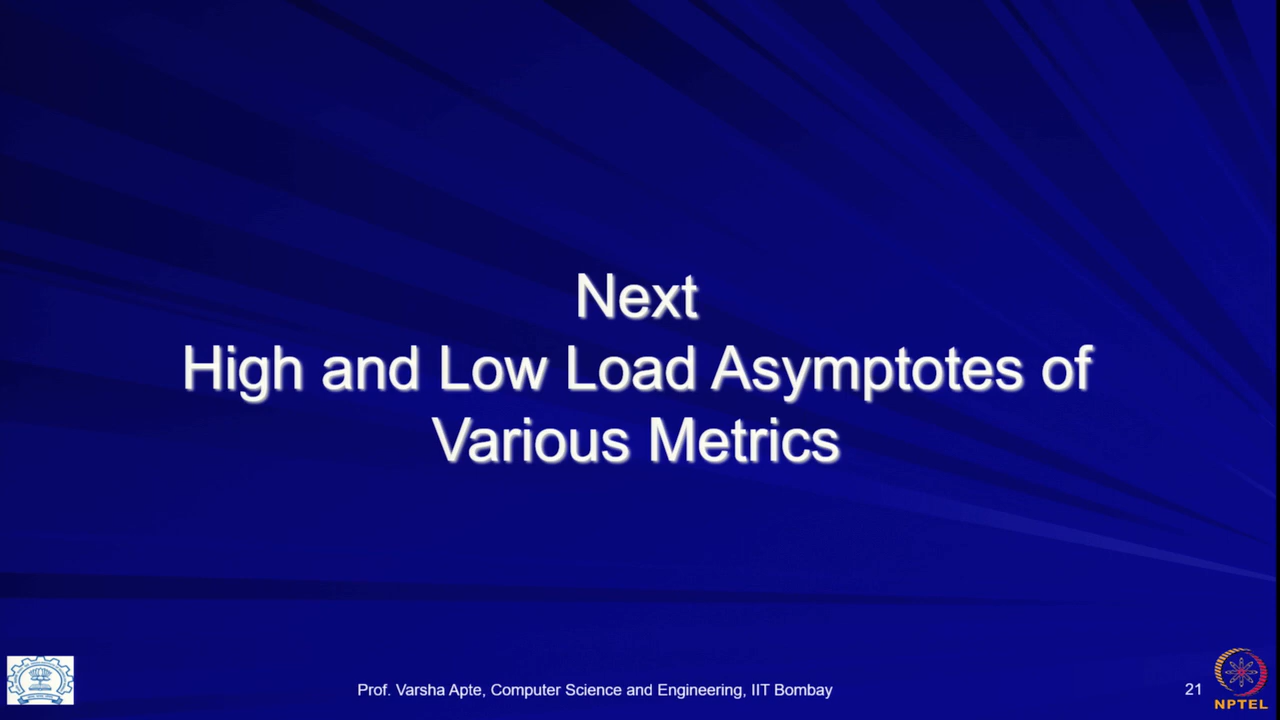 Next
High and Low Load Asymptotes of
Various Metrics
Prof. Varsha Apte, Computer Science and Engineering, IIT Bombay
21
NPTEL